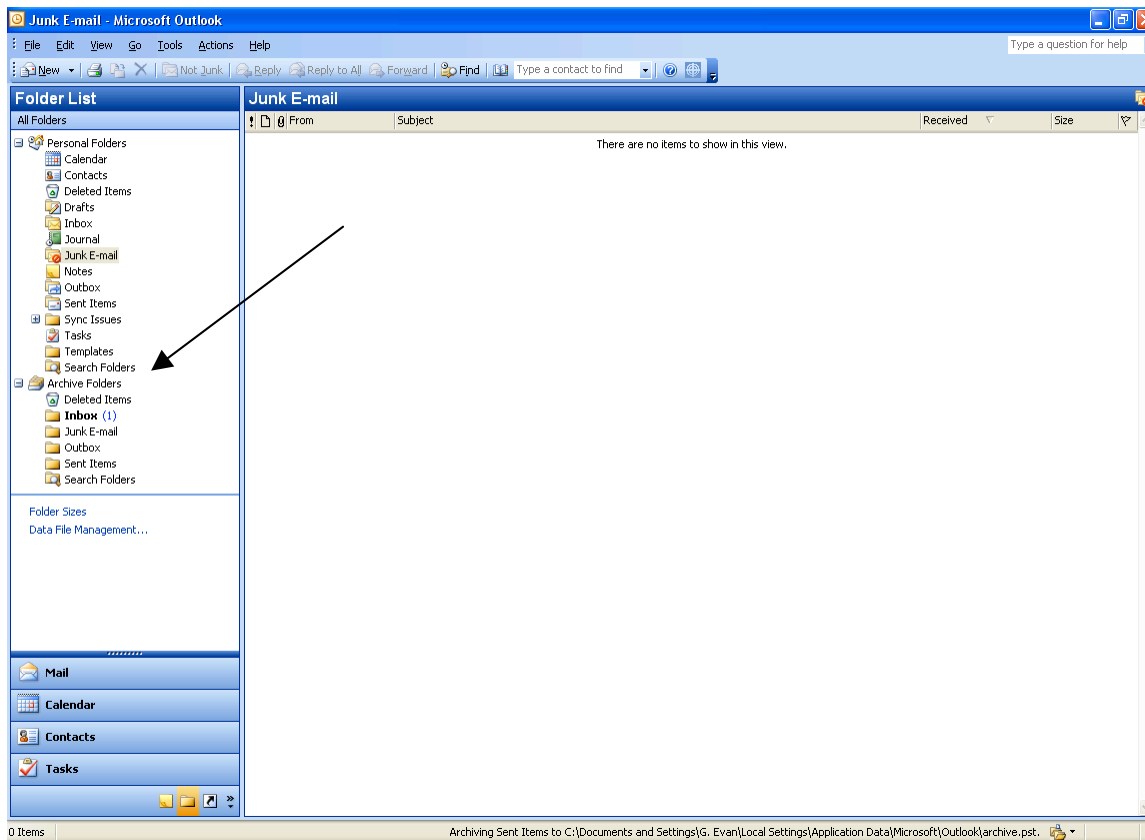 Junk E-mail - Microsoft Outlook
File Edit View Go Tools Actions Help Type a question for help
New Not Junk Reply Reply to All Forward Find Type a contact to find
Folder List Junk E-mail
All Folders ! From Subject Received Size
Personal Folders There are no items to show in this view.
Calendar
Contacts
Deleted Items
Drafts
Inbox
Journal
Junk E-mail
Notes
Outbox
Sent Items
Sync Issues
Tasks
Templates
Search Folders
Archive Folders
Deleted Items
Inbox (1)
Junk E-mail
Outbox
Sent Items
Search Folders
Folder Sizes
Data File Management...
Mail
Calendar
Contacts
Tasks
0 Items Archiving Sent Items to C:\Documents and Settings\G. Evan\Local Settings\Application Data\Microsoft\Outlook\archive.pst.